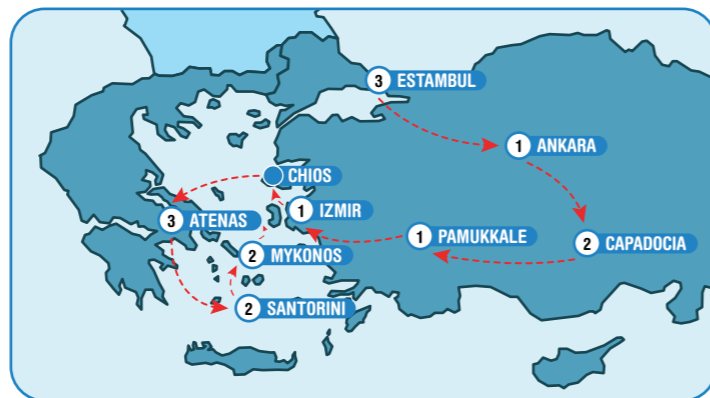 3 ESTAMBUL
1 ANKARA
CHIOS
1 IZMIR
3 ATENAS
1 PAMUKKALE
2 CAPADOCIA
2 MYKONOS
2 SANTORINI